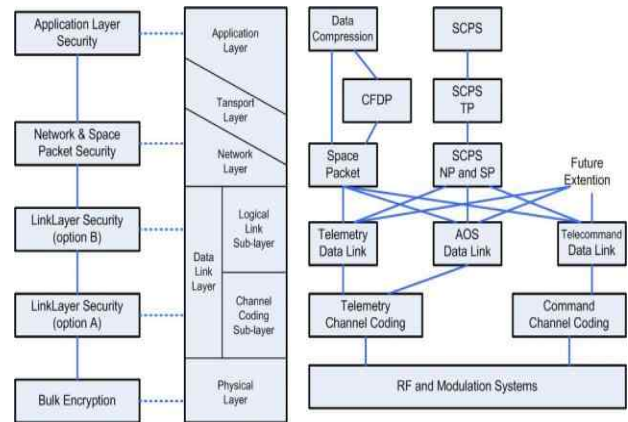 Application Layer
Security
Network & Space
Packet Security
LinkLayer Security
(option B)
LinkLayer Security
(option A)
Bulk Encryption
Application
Layer
Transport
Layer
Network
Layer
Data
Link
Layer
Logical
Link
Sub-layer
Channel
Coding
Sub-layer
Physical
Layer
Data
Compression
SCPS
CFDP
SCPS
TP
Space
Packet
SCPS
NP and SP
Future
Extention
Telemetry
Data Link
AOS
Data Link
Telecommand
Data Link
Telemetry
Channel Coding
Command
Channel Coding
RF and Modulation Systems